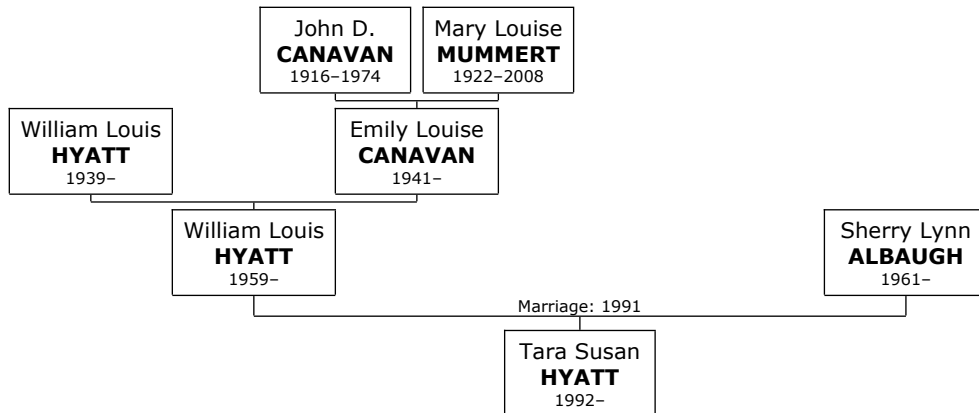 John D.
CANAVAN
1916–1974
Mary Louise
MUMMERT
1922–2008
William Louis
HYATT
1939–
Emily Louise
CANAVAN
1941–
William Louis
HYATT
1959–
Sherry Lynn
ALBAUGH
1961–
Marriage: 1991
Tara Susan
HYATT
1992–